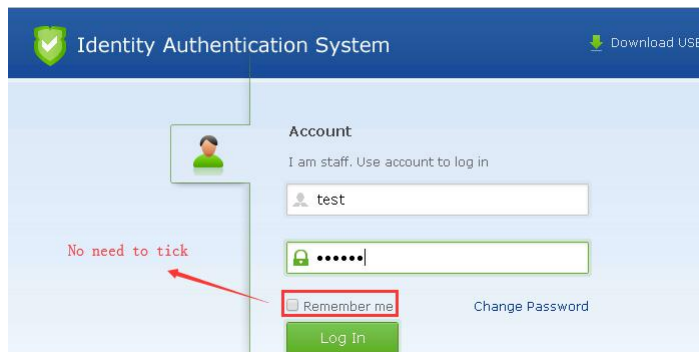 Identity Authentication System
Download USB
Account
I am staff. Use account to log in
test
••••••
No need to tick
Remember me
Change Password
Log In